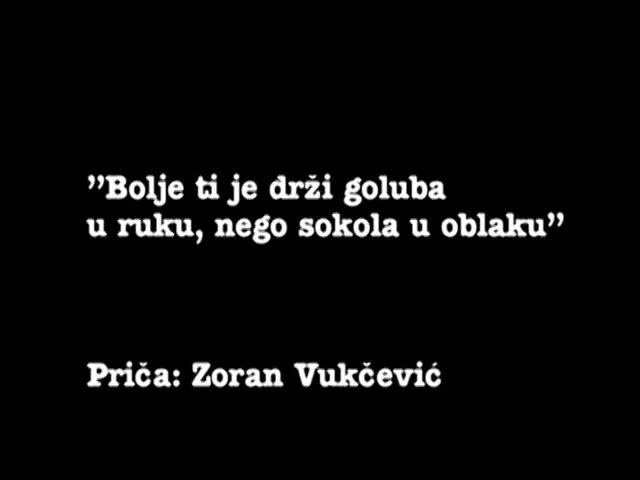 ”Bolje ti je drži goluba
u ruku, nego sokola u oblaku”
Priča: Zoran Vukčević